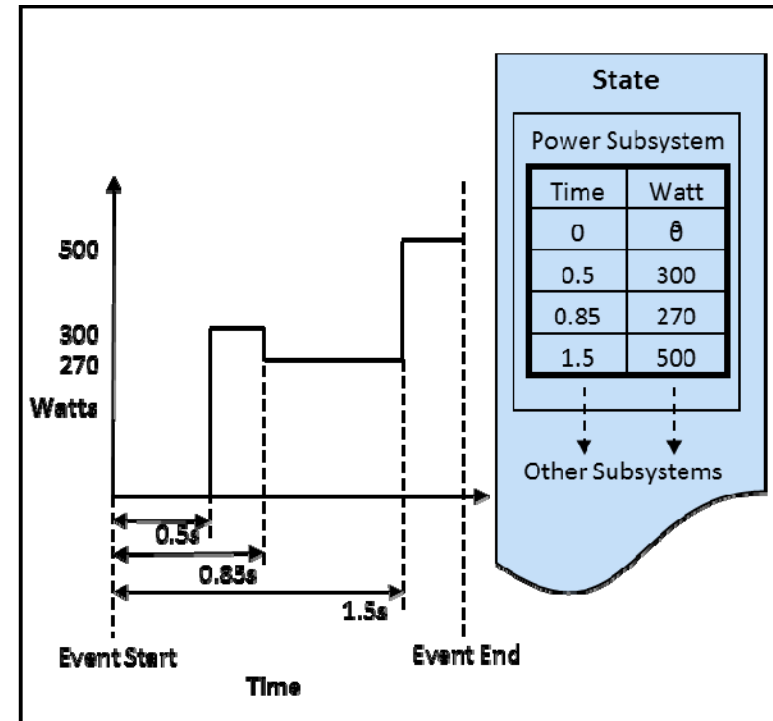 500
300
270
Watts
0.5s
0.85s
1.5s
Event Start
Event End
Time
State
Power Subsystem
Time Watt
0 0
0.5 300
0.85 270
1.5 500
Other Subsystems